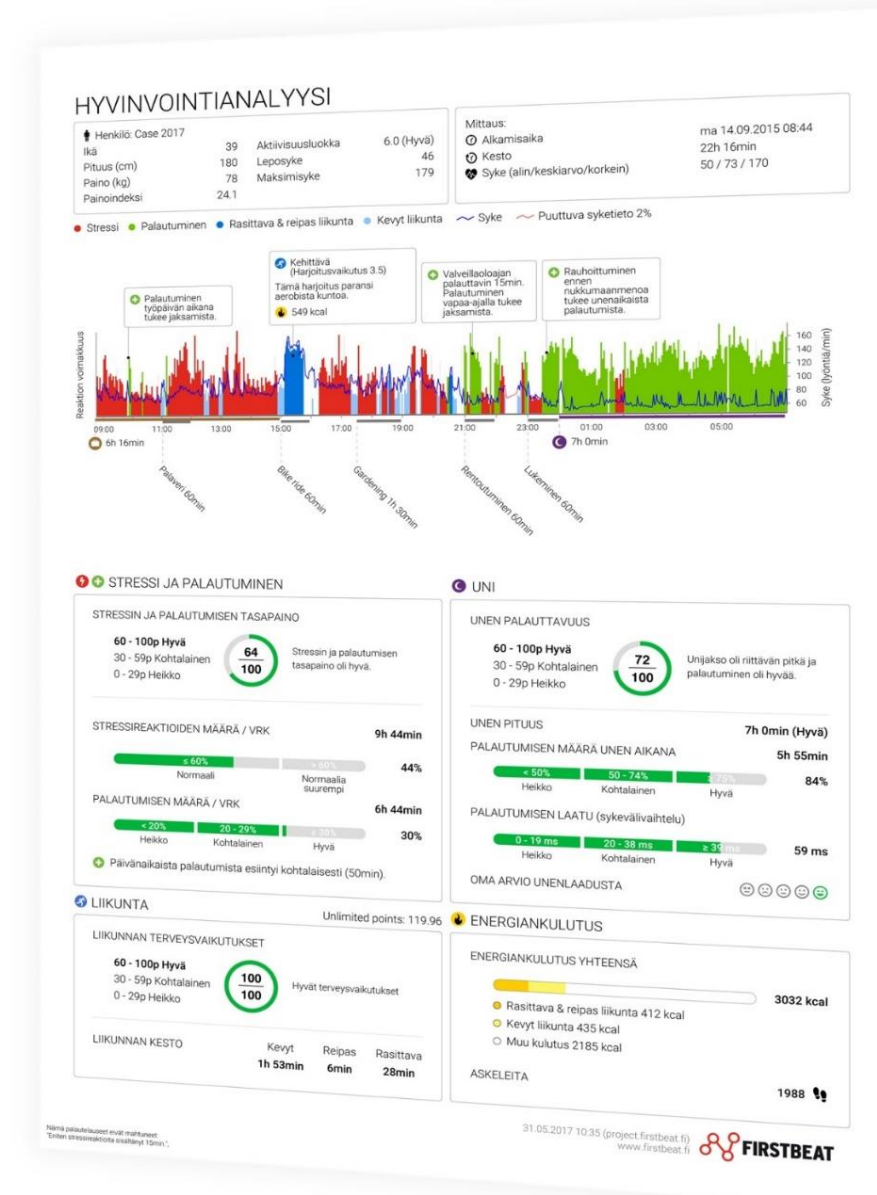 HYVINVOINTIANALYYSI
Henkilö: Case 2017
Ikä 39
Pituus (cm) 180
Paino (kg) 78
Painoindeksi 24.1
Aktiivisuusluokka 6.0 (Hyvä)
Leposyke 46
Maksimisyke 179
Mittaus:
Alkamisaika ma 14.09.2015 08:44
Kesto 22h 16min
Syke (alin/keskiarvo/korkein) 50 / 73 / 170
Stressi Palautuminen Rasittava & reipas liikunta Kevyt liikunta Syke Puuttuva syketieto 2%
Palautuminen
työpäivän aikana
tukee jaksamista.
Kehittävä
(Harjoitusvaikutus 3.5)
Tämä harjoitus paransi
aerobista kuntoa.
549 kcal
Valveillaoloajan
palauttavin 15min.
Palautuminen
vapaa-ajalla tukee
jaksamista.
Rauhoittuminen
ennen
nukkumaanmenoa
tukee unenaikaista
palautumista.
Reaktion voimakkuus
160
140
120
100
80
60
Syke (lyöntiä/min)
09:00 11:00 13:00 15:00 17:00 19:00 21:00 23:00 01:00 03:00 05:00
6h 16min
7h 0min
Palaveri 60min
Bike ride 60min
Gardening 1h 30min
Rentoutuminen 60min
Lukeminen 60min
STRESSI JA PALAUTUMINEN
STRESSIN JA PALAUTUMISEN TASAPAINO
60 - 100p Hyvä
30 - 59p Kohtalainen
0 - 29p Heikko
64
100
Stressin ja palautumisen
tasapaino oli hyvä.
STRESSIREAKTIOIDEN MÄÄRÄ / VRK 9h 44min
≤ 60% > 60% 44%
Normaali Normaalia
suurempi
PALAUTUMISEN MÄÄRÄ / VRK 6h 44min
< 20% 20 - 29% ≥ 30% 30%
Heikko Kohtalainen Hyvä
Päivänaikaista palautumista esiintyi kohtalaisesti (50min).
UNI
UNEN PALAUTTAVUUS
60 - 100p Hyvä
30 - 59p Kohtalainen
0 - 29p Heikko
72
100
Unijakso oli riittävän pitkä ja
palautuminen oli hyvää.
UNEN PITUUS 7h 0min (Hyvä)
PALAUTUMISEN MÄÄRÄ UNEN AIKANA 5h 55min
< 50% 50 - 74% ≥ 75% 84%
Heikko Kohtalainen Hyvä
PALAUTUMISEN LAATU (sykevälivaihtelu)
0 - 19 ms 20 - 38 ms ≥ 39 ms 59 ms
Heikko Kohtalainen Hyvä
OMA ARVIO UNENLAADUSTA
LIIKUNTA
Unlimited points: 119.96
LIIKUNNAN TERVEYSVAIKUTUKSET
60 - 100p Hyvä
30 - 59p Kohtalainen
0 - 29p Heikko
100
100
Hyvät terveysvaikutukset
LIIKUNNAN KESTO
Kevyt Reipas Rasittava
1h 53min 6min 28min
ENERGIANKULUTUS
ENERGIANKULUTUS YHTEENSÄ
3032 kcal
Rasittava & reipas liikunta 412 kcal
Kevyt liikunta 435 kcal
Muu kulutus 2185 kcal
ASKELEITA
1988
Nämä palautelauseet eivät mahtuneet:
"Eniten stressireaktioita sisältänyt 15min.",
31.05.2017 10:35 (project.firstbeat.fi)
www.firstbeat.fi
FIRSTBEAT